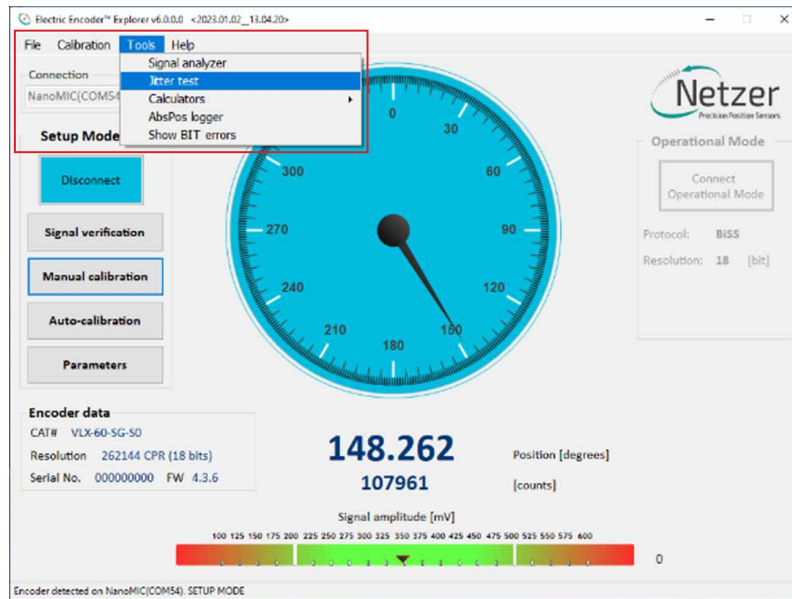 Electric Encoder™ Explorer v6.0.0.0 <2023.01.02_13.04.20>
File Calibration Tools Help
Signal analyzer
Jitter test
Calculators
AbsPos logger
Show BIT errors
Connection
NanoMIC(COM54
Setup Mode
Disconnect
Signal verification
Manual calibration
Auto-calibration
Parameters
0
30
60
90
120
150
180
210
240
270
300
Netzer
Precision Position Sensors
Operational Mode
Connect
Operational Mode
Protocol: BiSS
Resolution: 18 [bit]
Encoder data
CAT# VLX-60-SG-S0
Resolution 262144 CPR (18 bits)
Serial No. 000000000 FW 4.3.6
148.262 Position [degrees]
107961 [counts]
Signal amplitude [mV]
100 125 150 175 200 225 250 275 300 325 350 375 400 425 450 475 500 525 550 575 600
0
Encoder detected on NanoMIC(COM54). SETUP MODE